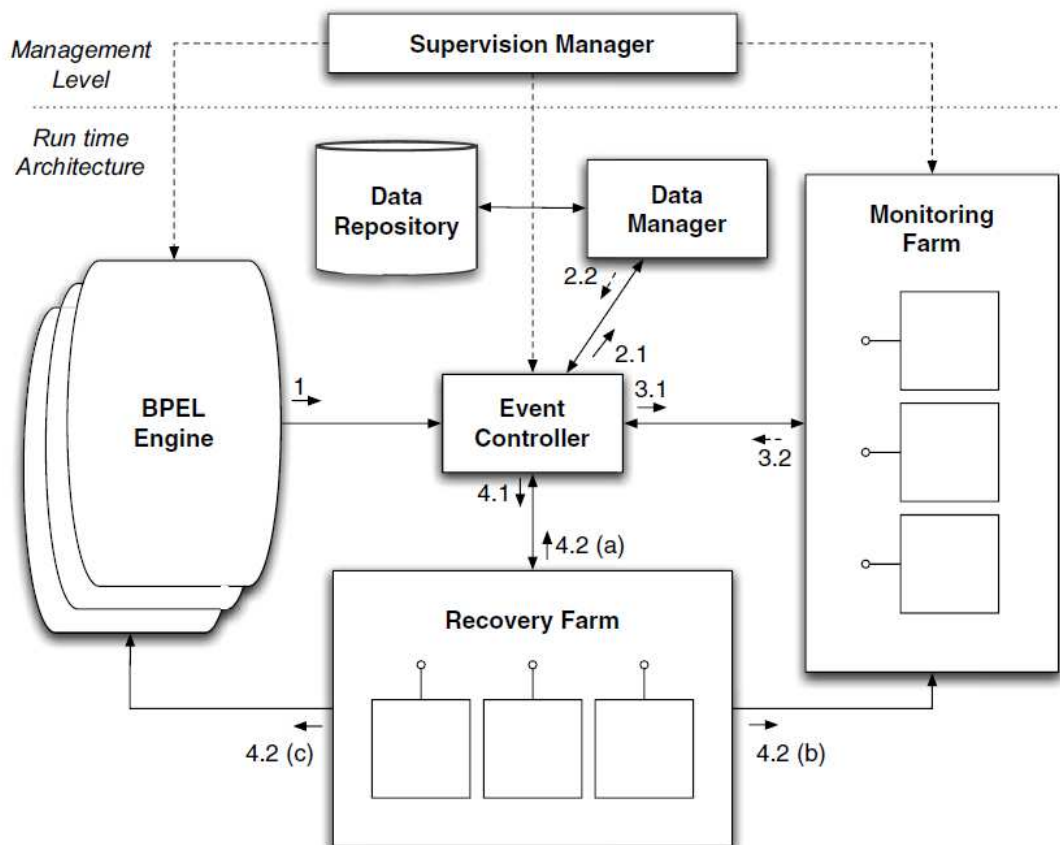 Supervision Manager
Management
Level
Run time
Architecture
Data
Repository
Data
Manager
Monitoring
Farm
2.2
2.1
1
BPEL
Engine
Event
Controller
3.1
3.2
4.1
4.2 (a)
Recovery Farm
4.2 (c)
4.2 (b)